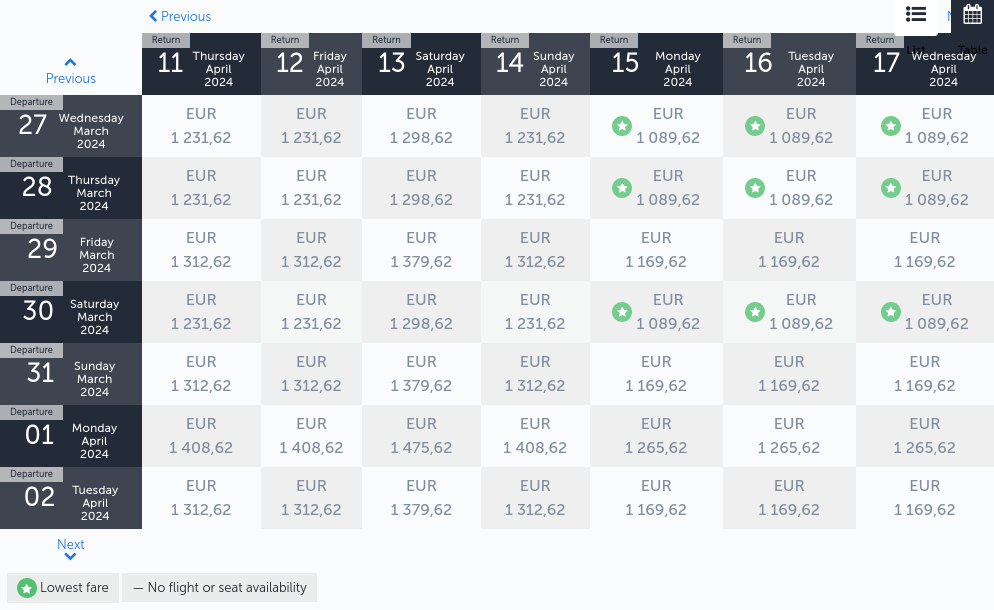 Previous
N
List
Table
Previous
Return
11 Thursday April 2024
Return
12 Friday April 2024
Return
13 Saturday April 2024
Return
14 Sunday April 2024
Return
15 Monday April 2024
Return
16 Tuesday April 2024
Return
17 Wednesday April 2024
Departure
27 Wednesday March 2024
EUR EUR EUR EUR EUR EUR EUR
1 231,62 1 231,62 1 298,62 1 231,62 1 089,62 1 089,62 1 089,62
Departure
28 Thursday March 2024
EUR EUR EUR EUR EUR EUR EUR
1 231,62 1 231,62 1 298,62 1 231,62 1 089,62 1 089,62 1 089,62
Departure
29 Friday March 2024
EUR EUR EUR EUR EUR EUR EUR
1 312,62 1 312,62 1 379,62 1 312,62 1 169,62 1 169,62 1 169,62
Departure
30 Saturday March 2024
EUR EUR EUR EUR EUR EUR EUR
1 231,62 1 231,62 1 298,62 1 231,62 1 089,62 1 089,62 1 089,62
Departure
31 Sunday March 2024
EUR EUR EUR EUR EUR EUR EUR
1 312,62 1 312,62 1 379,62 1 312,62 1 169,62 1 169,62 1 169,62
Departure
01 Monday April 2024
EUR EUR EUR EUR EUR EUR EUR
1 408,62 1 408,62 1 475,62 1 408,62 1 265,62 1 265,62 1 265,62
Departure
02 Tuesday April 2024
EUR EUR EUR EUR EUR EUR EUR
1 312,62 1 312,62 1 379,62 1 312,62 1 169,62 1 169,62 1 169,62
Next
Lowest fare
— No flight or seat availability